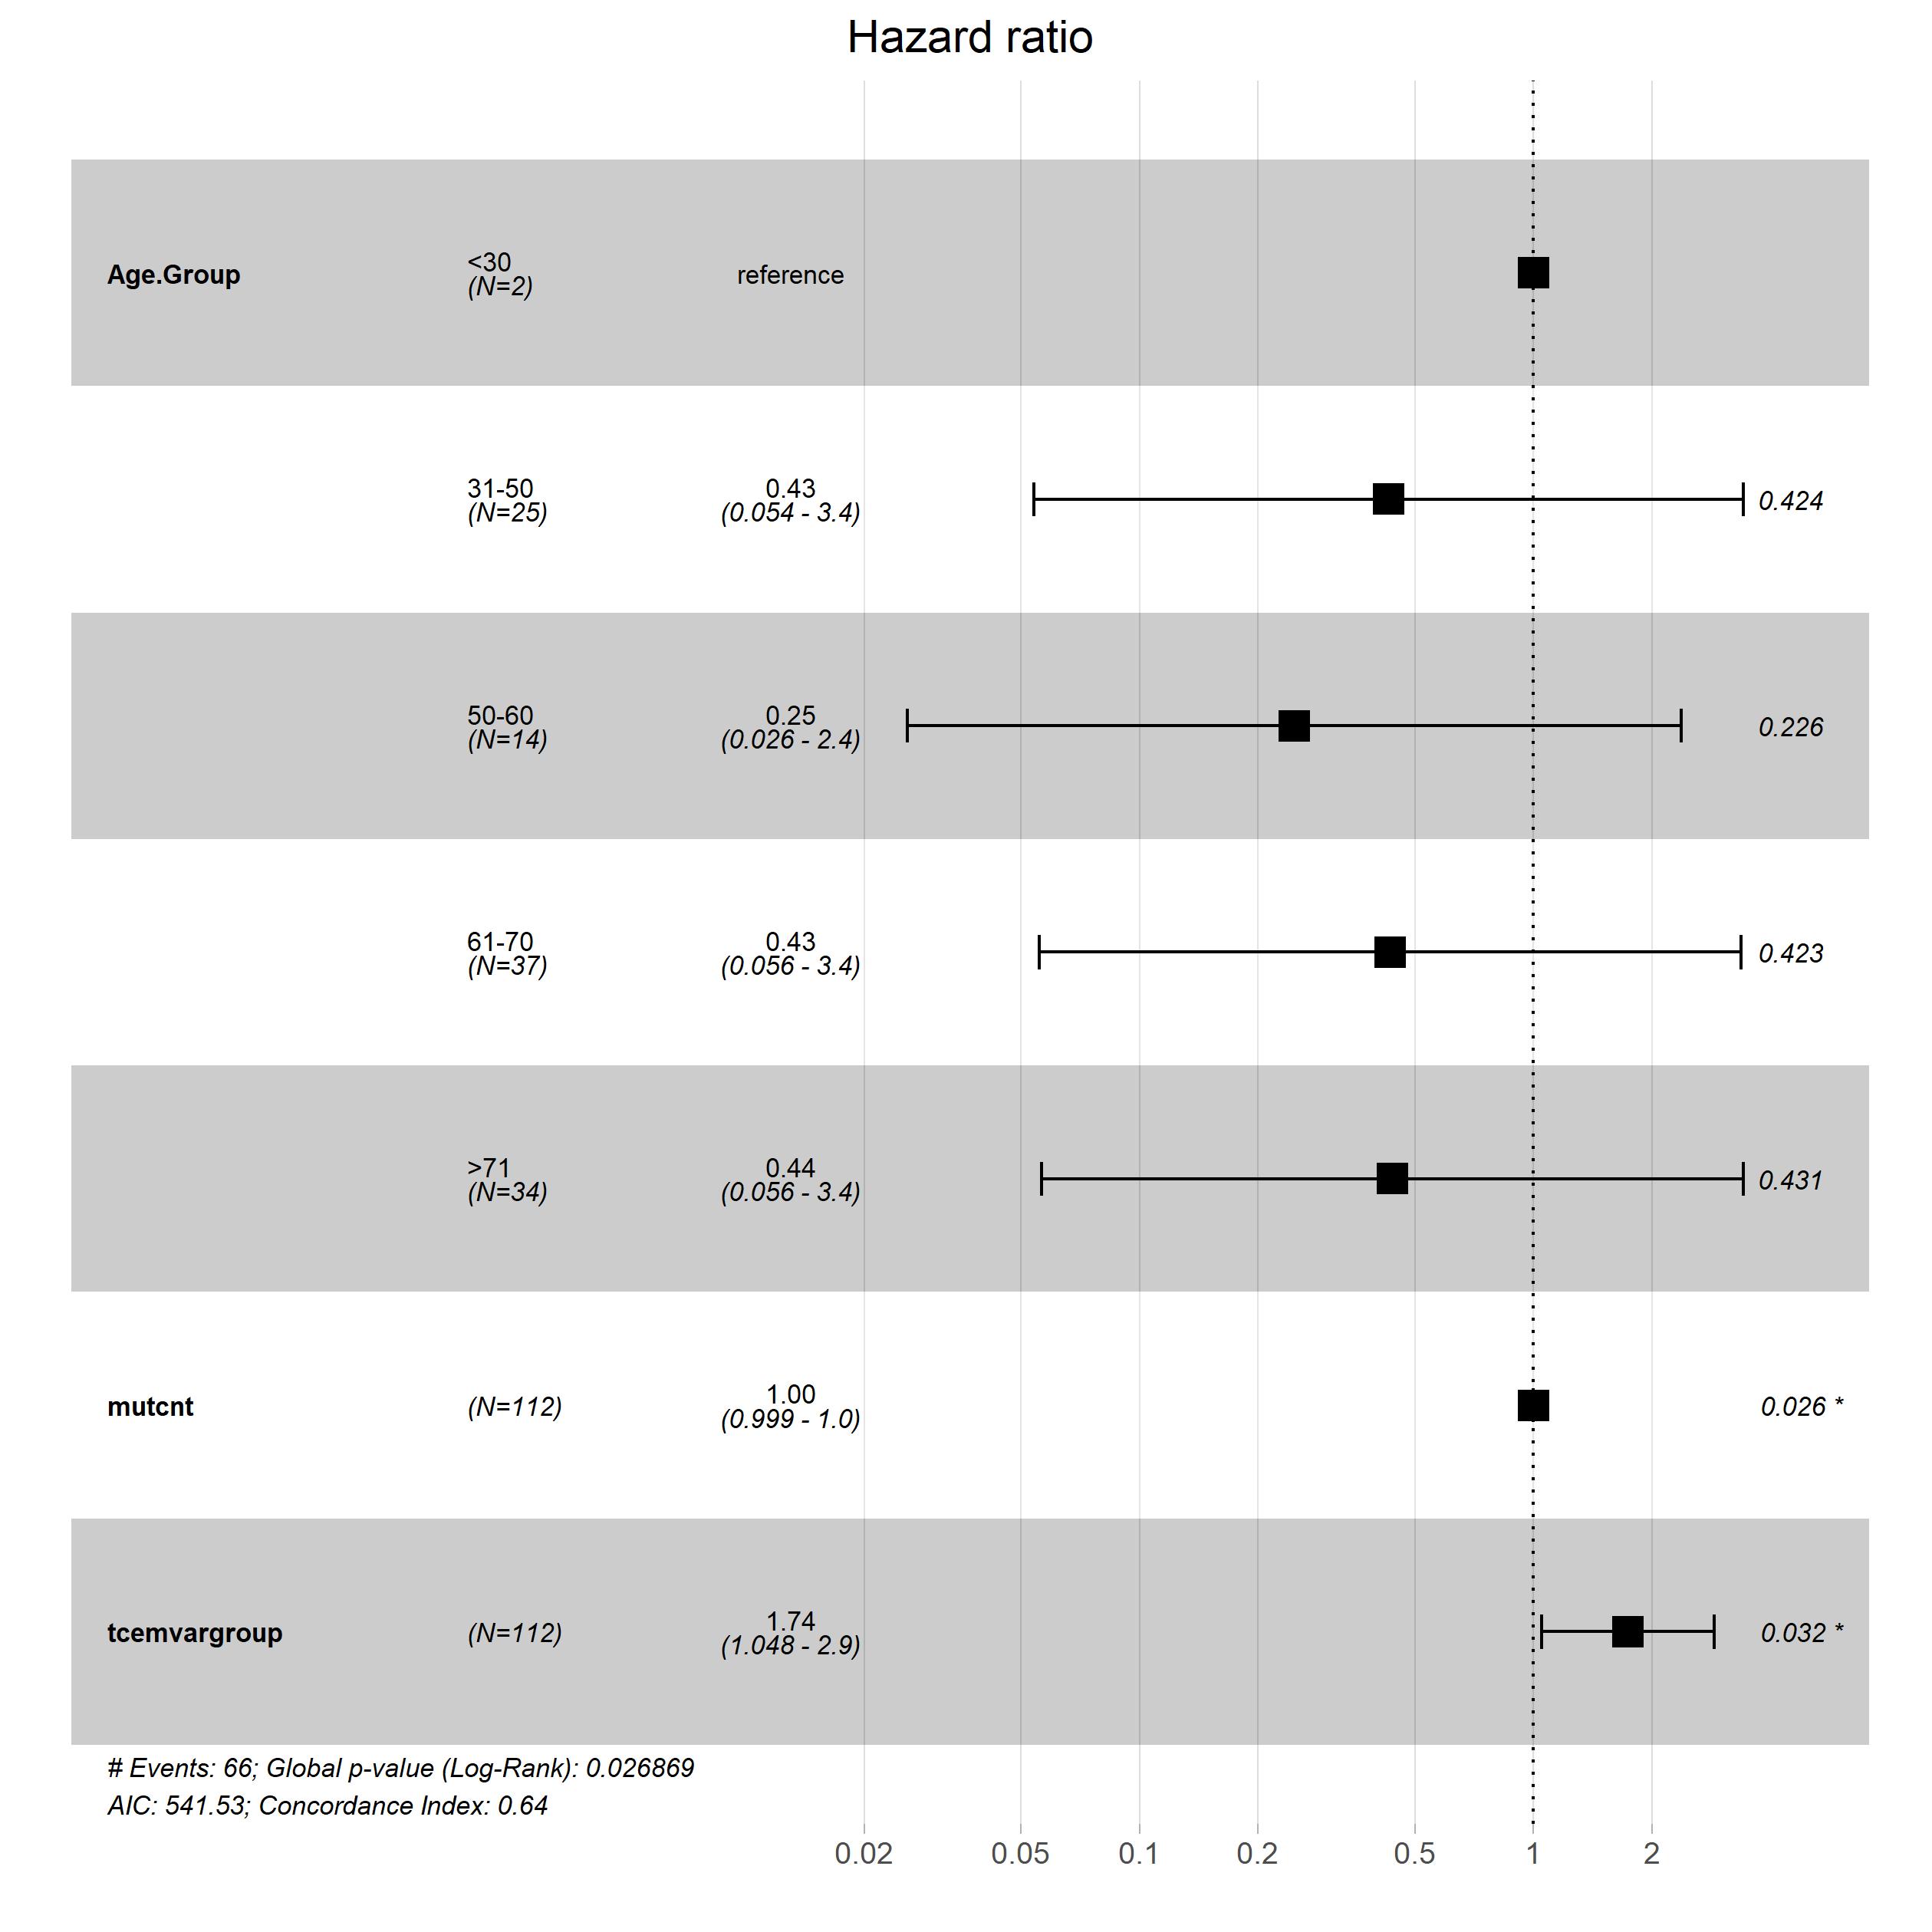 Hazard ratio
Age.Group
<30
(N=2)
reference
31-50
(N=25)
0.43
(0.054 - 3.4)
0.424
50-60
(N=14)
0.25
(0.026 - 2.4)
0.226
61-70
(N=37)
0.43
(0.056 - 3.4)
0.423
>71
(N=34)
0.44
(0.056 - 3.4)
0.431
mutcnt
(N=112)
1.00
(0.999 - 1.0)
0.026 *
tcemvargroup
(N=112)
1.74
(1.048 - 2.9)
0.032 *
# Events: 66; Global p-value (Log-Rank): 0.026869
AIC: 541.53; Concordance Index: 0.64
0.02 0.05 0.1 0.2 0.5 1 2